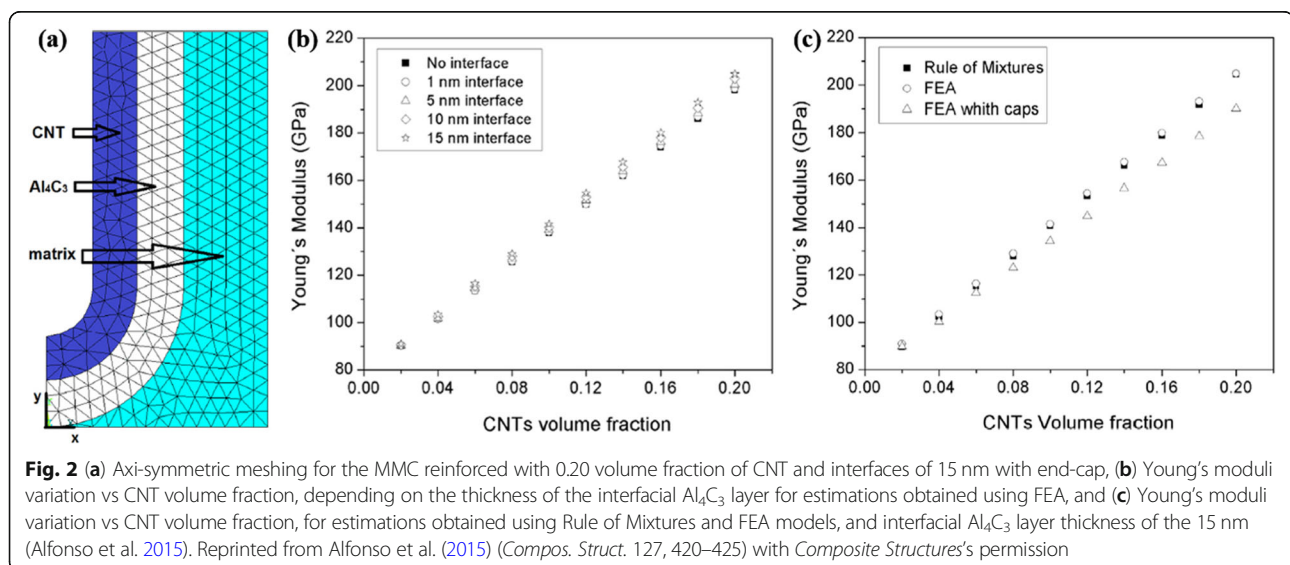 (a)
CNT
Al₄C₃
matrix
y
x
(b)
Young´s Modulus (GPa)
220
200
180
160
140
120
100
80
No interface
1 nm interface
5 nm interface
10 nm interface
15 nm interface
0.00 0.04 0.08 0.12 0.16 0.20
CNTs volume fraction
(c)
Young´s Modulus (GPa)
220
200
180
160
140
120
100
80
Rule of Mixtures
FEA
FEA whith caps
0.00 0.04 0.08 0.12 0.16 0.20
CNTs Volume fraction
Fig. 2 (a) Axi-symmetric meshing for the MMC reinforced with 0.20 volume fraction of CNT and interfaces of 15 nm with end-cap, (b) Young's moduli
variation vs CNT volume fraction, depending on the thickness of the interfacial Al₄C₃ layer for estimations obtained using FEA, and (c) Young's moduli
variation vs CNT volume fraction, for estimations obtained using Rule of Mixtures and FEA models, and interfacial Al₄C₃ layer thickness of the 15 nm
(Alfonso et al. 2015). Reprinted from Alfonso et al. (2015) (Compos. Struct. 127, 420–425) with Composite Structures's permission